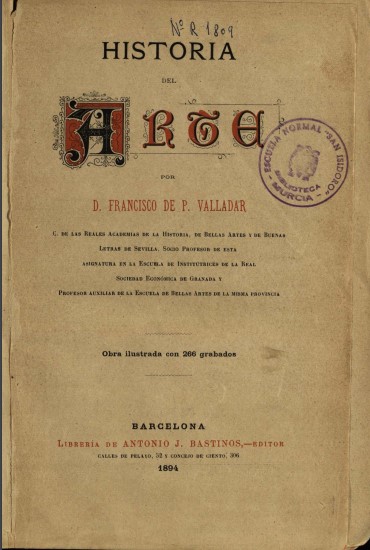 Nº R 1809
HISTORIA
DEL
ARTE
POR
D. FRANCISCO DE P. VALLADAR
C. DE LAS REALES ACADEMIAS DE LA HISTORIA, DE BELLAS ARTES Y DE BUENAS
LETRAS DE SEVILLA, SOCIO PROFESOR DE ESTA
ASIGNATURA EN LA ESCUELA DE INSTITUTRICES DE LA REAL
SOCIEDAD ECONÓMICA DE GRANADA Y
PROFESOR AUXILIAR DE LA ESCUELA DE BELLAS ARTES DE LA MISMA PROVINCIA
ESCUELA NORMAL "SAN ISIDORO"
BIBLIOTECA
MURCIA
Obra ilustrada con 266 grabados
BARCELONA
LIBRERÍA DE ANTONIO J. BASTINOS,—EDITOR
CALLES DE PELAYO, 52 Y CONSEJO DE CIENTO, 306
1894